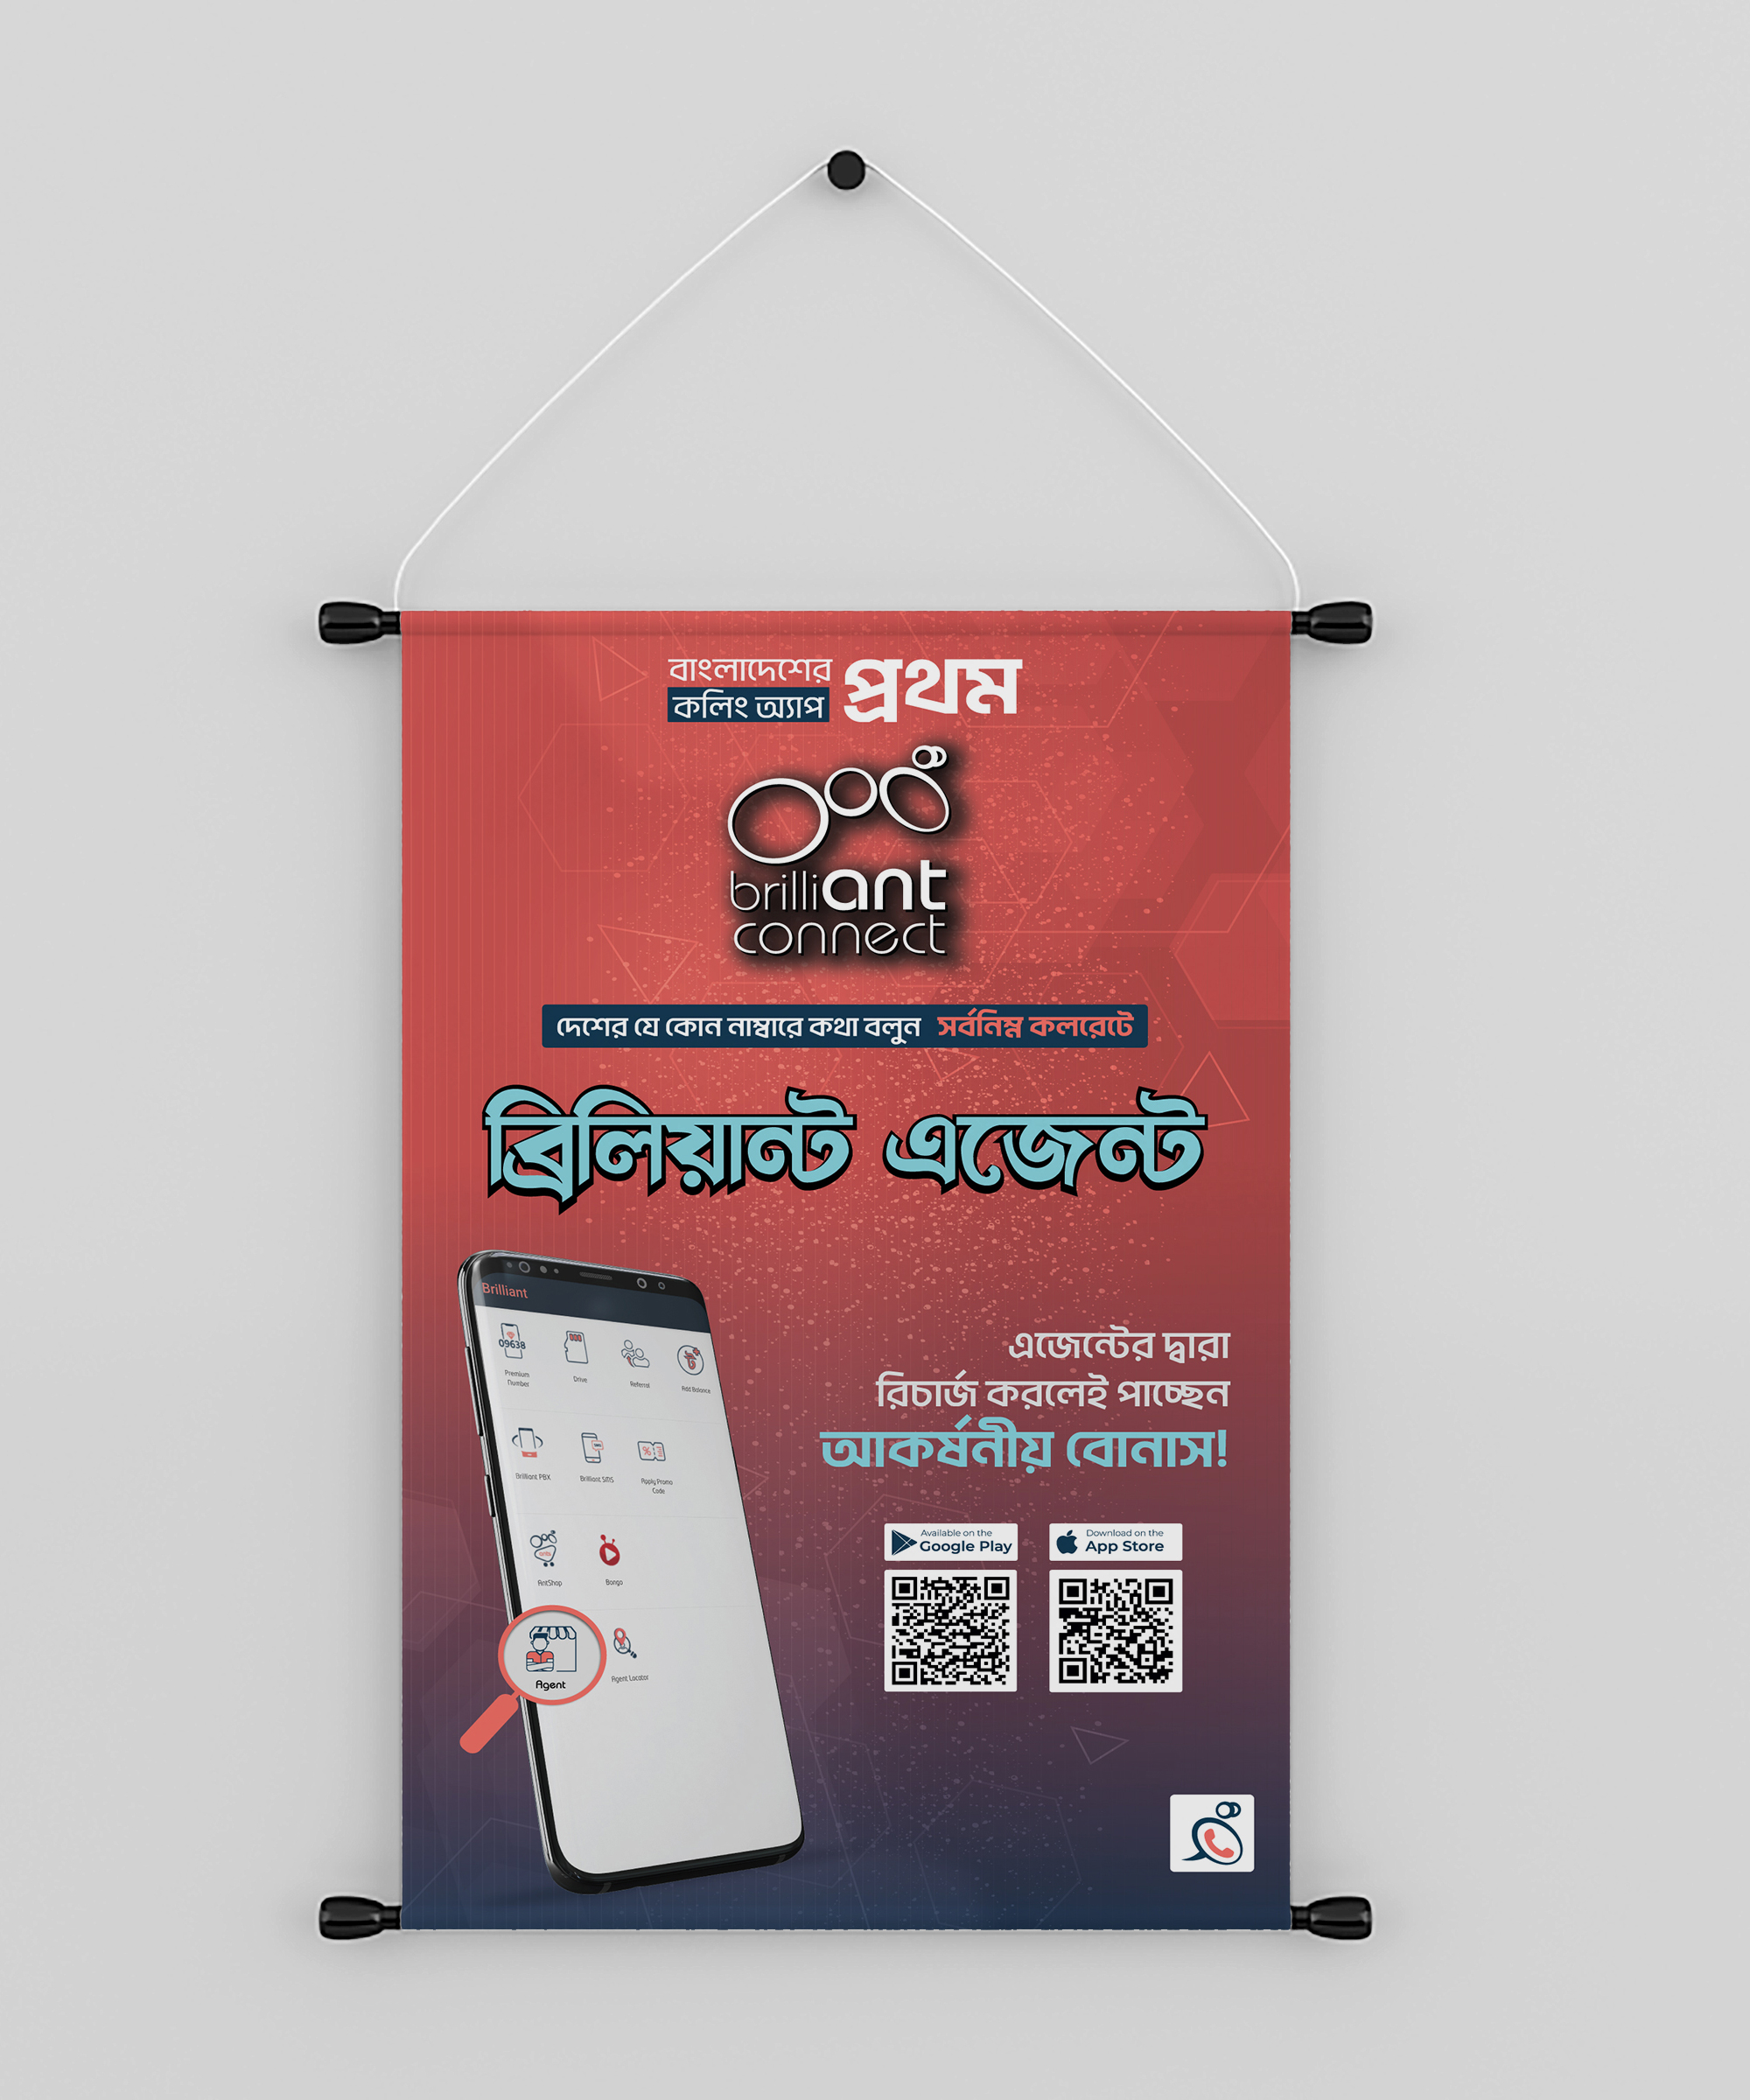 বাংলাদেশের
কলিং অ্যাপ
প্রথম
brilliant
connect
দেশের যে কোন নাম্বারে কথা বলুন সর্বনিম্ন কলরেটে
ব্রিলিয়ান্ট এজেন্ট
Brilliant
09638
Premium
Number
Drive
Referral
Add Balance
Brilliant PBX
Brilliant SMS
Apply Promo
Code
AntShop
Bongo
Agent
Agent Locator
এজেন্টের দ্বারা
রিচার্জ করলেই পাচ্ছেন
আকর্ষনীয় বোনাস!
Available on the
Google Play
Download on the
App Store